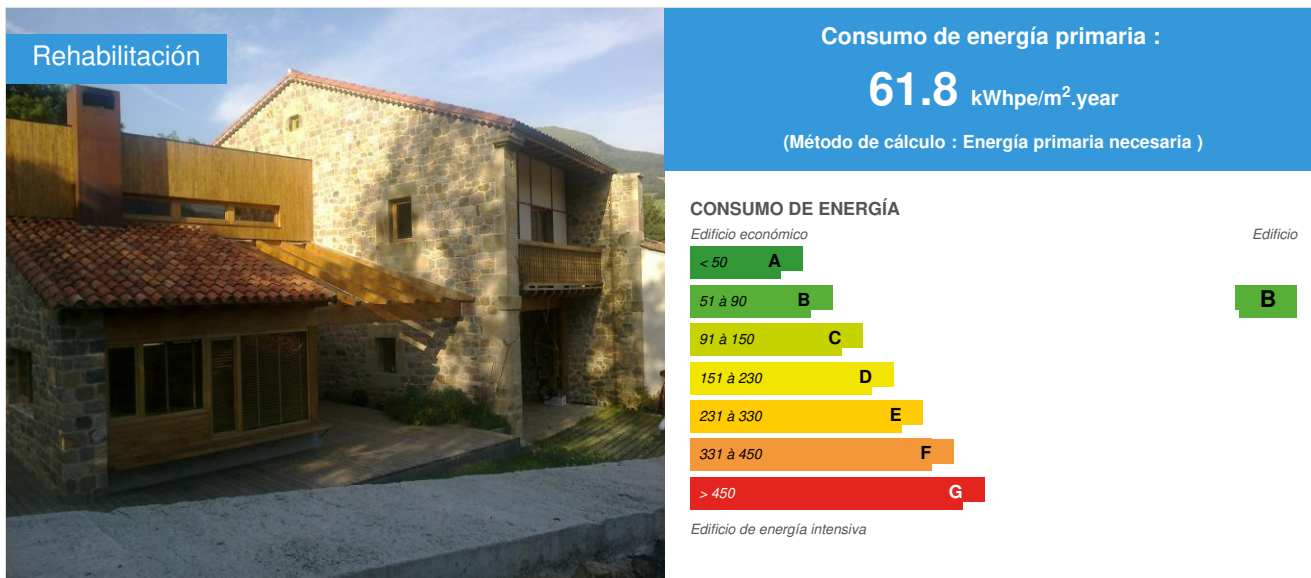 Rehabilitación
Consumo de energía primaria :
61.8 kWhpe/m².year
(Método de cálculo : Energía primaria necesaria )
CONSUMO DE ENERGÍA
Edificio económico Edificio
< 50 A
51 à 90 B B
91 à 150 C
151 à 230 D
231 à 330 E
331 à 450 F
> 450 G
Edificio de energía intensiva